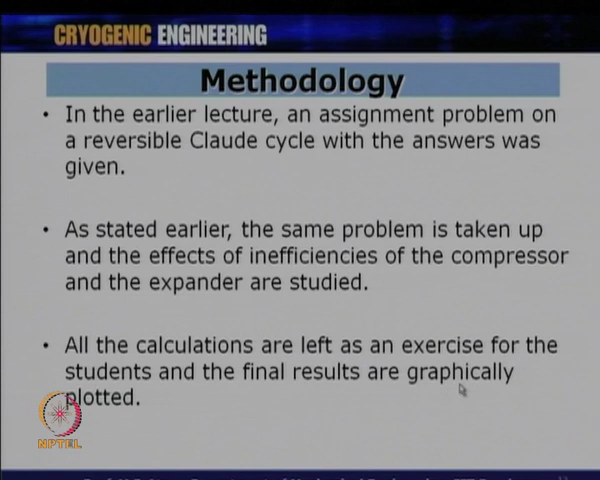 CRYOGENIC ENGINEERING
Methodology
• In the earlier lecture, an assignment problem on
a reversible Claude cycle with the answers was
given.
• As stated earlier, the same problem is taken up
and the effects of inefficiencies of the compressor
and the expander are studied.
• All the calculations are left as an exercise for the
students and the final results are graphically
plotted.
NPTEL